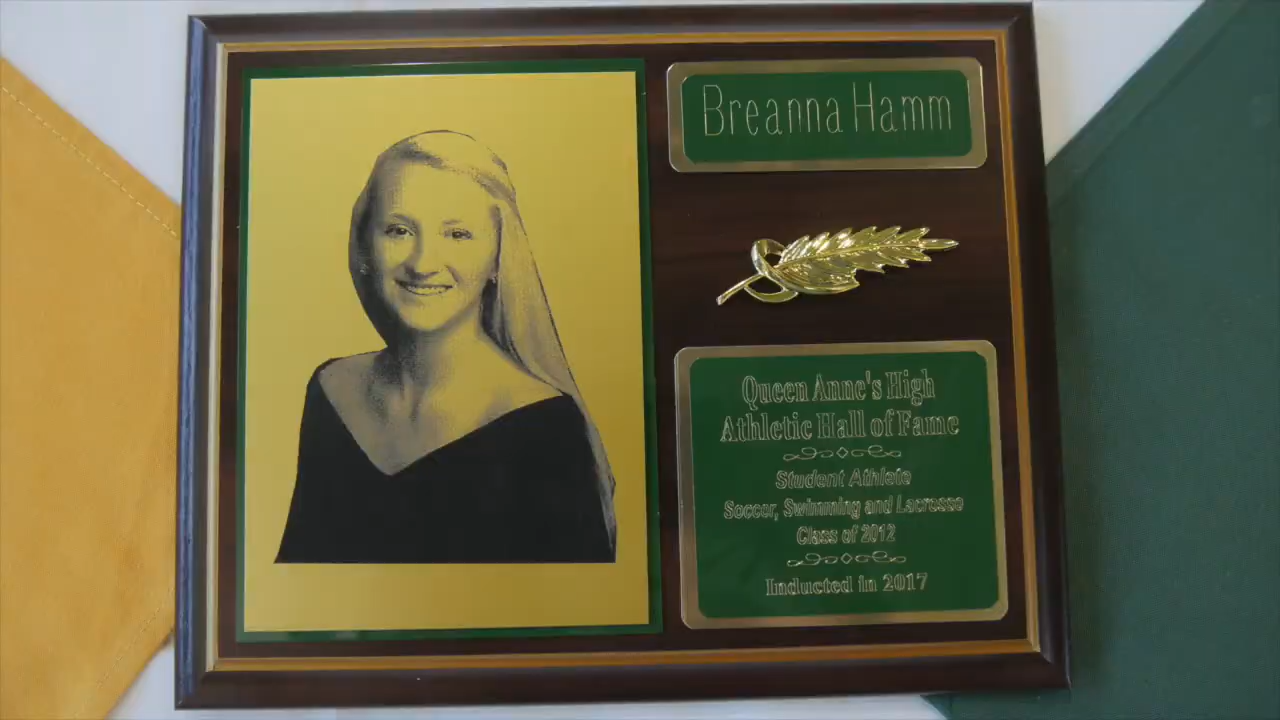 Breanna Hamm
Queen Anne's High
Athletic Hall of Fame
Student Athlete
Soccer, Swimming and Lacrosse
Class of 2012
Inducted in 2017